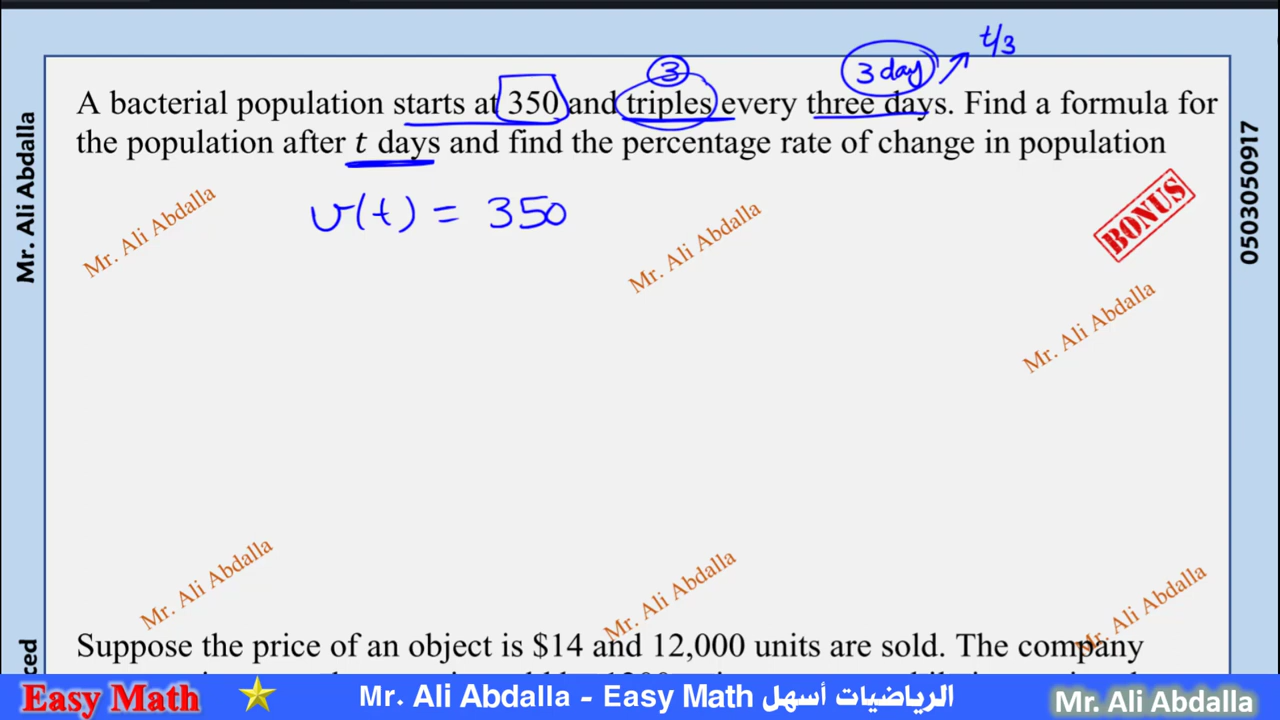 t/3
3 day
3
A bacterial population starts at 350 and triples every three days. Find a formula for
the population after t days and find the percentage rate of change in population
v(t) = 350
BONUS
Mr. Ali Abdalla
Mr. Ali Abdalla
Mr. Ali Abdalla
Mr. Ali Abdalla
0503050917
Mr. Ali Abdalla
Mr. Ali Abdalla
Mr. Ali Abdalla
Suppose the price of an object is $14 and 12,000 units are sold. The company
Easy Math
Mr. Ali Abdalla - Easy Math الرياضيات أسهل
Mr. Ali Abdalla